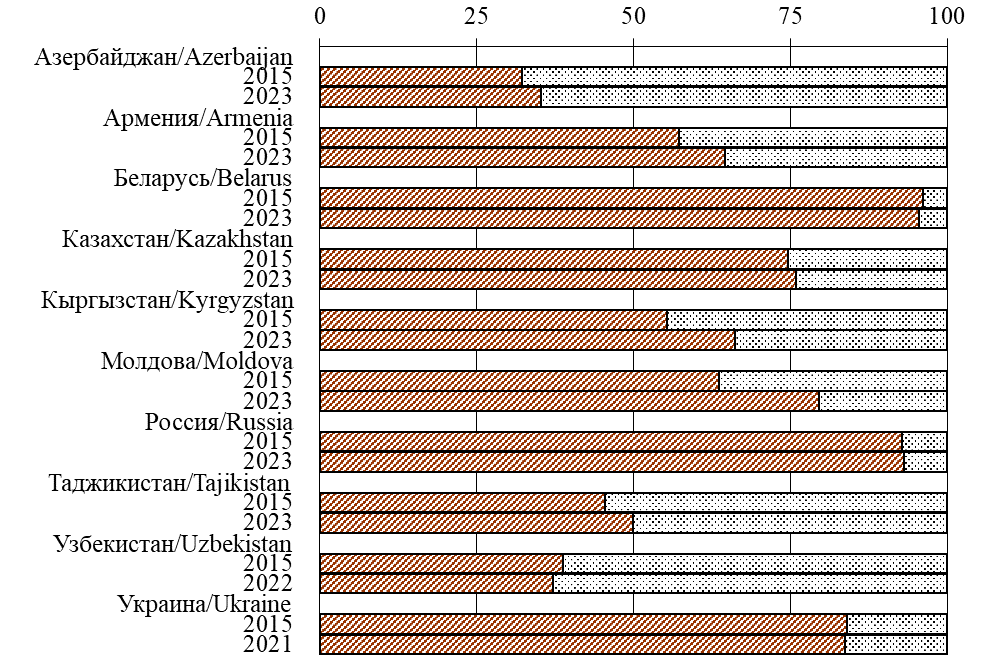 0 25 50 75 100
Азербайджан/Azerbaijan
2015
2023
Армения/Armenia
2015
2023
Беларусь/Belarus
2015
2023
Казахстан/Kazakhstan
2015
2023
Кыргызстан/Kyrgyzstan
2015
2023
Молдова/Moldova
2015
2023
Россия/Russia
2015
2023
Таджикистан/Tajikistan
2015
2023
Узбекистан/Uzbekistan
2015
2022
Украина/Ukraine
2015
2021